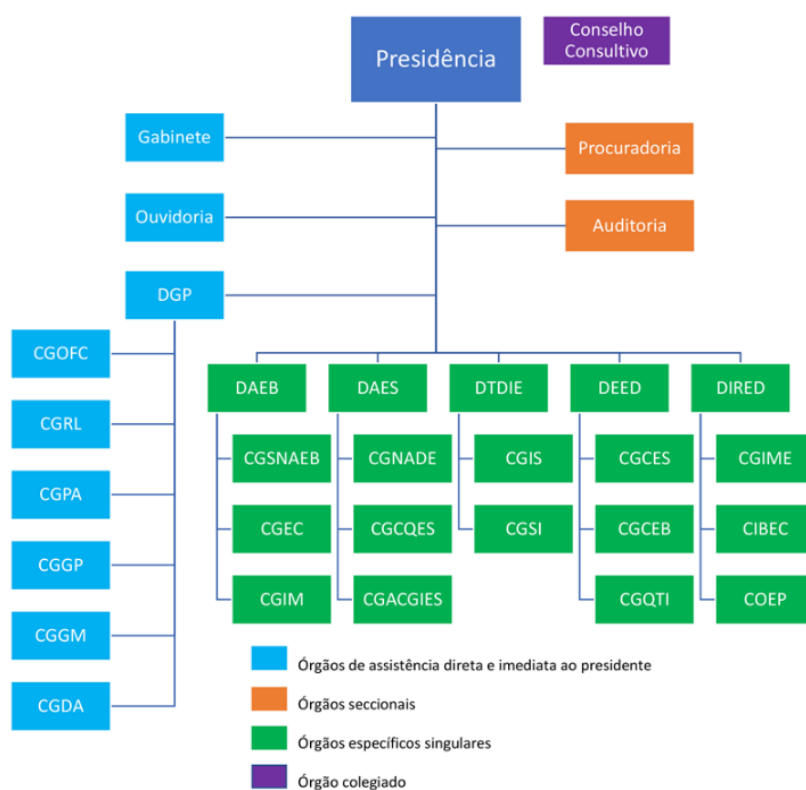 Presidência
Conselho
Consultivo
Gabinete
Procuradoria
Ouvidoria
Auditoria
DGP
CGOFC
CGRL
CGPA
CGGP
CGGM
CGDA
DAEB
DAES
DTDIE
DEED
DIRED
CGSNAEB
CGNADE
CGIS
CGCES
CGIME
CGEC
CGCQES
CGSI
CGCEB
CIBEC
CGIM
CGACGIES
CGQTI
COEP
Órgãos de assistência direta e imediata ao presidente
Órgãos seccionais
Órgãos específicos singulares
Órgão colegiado